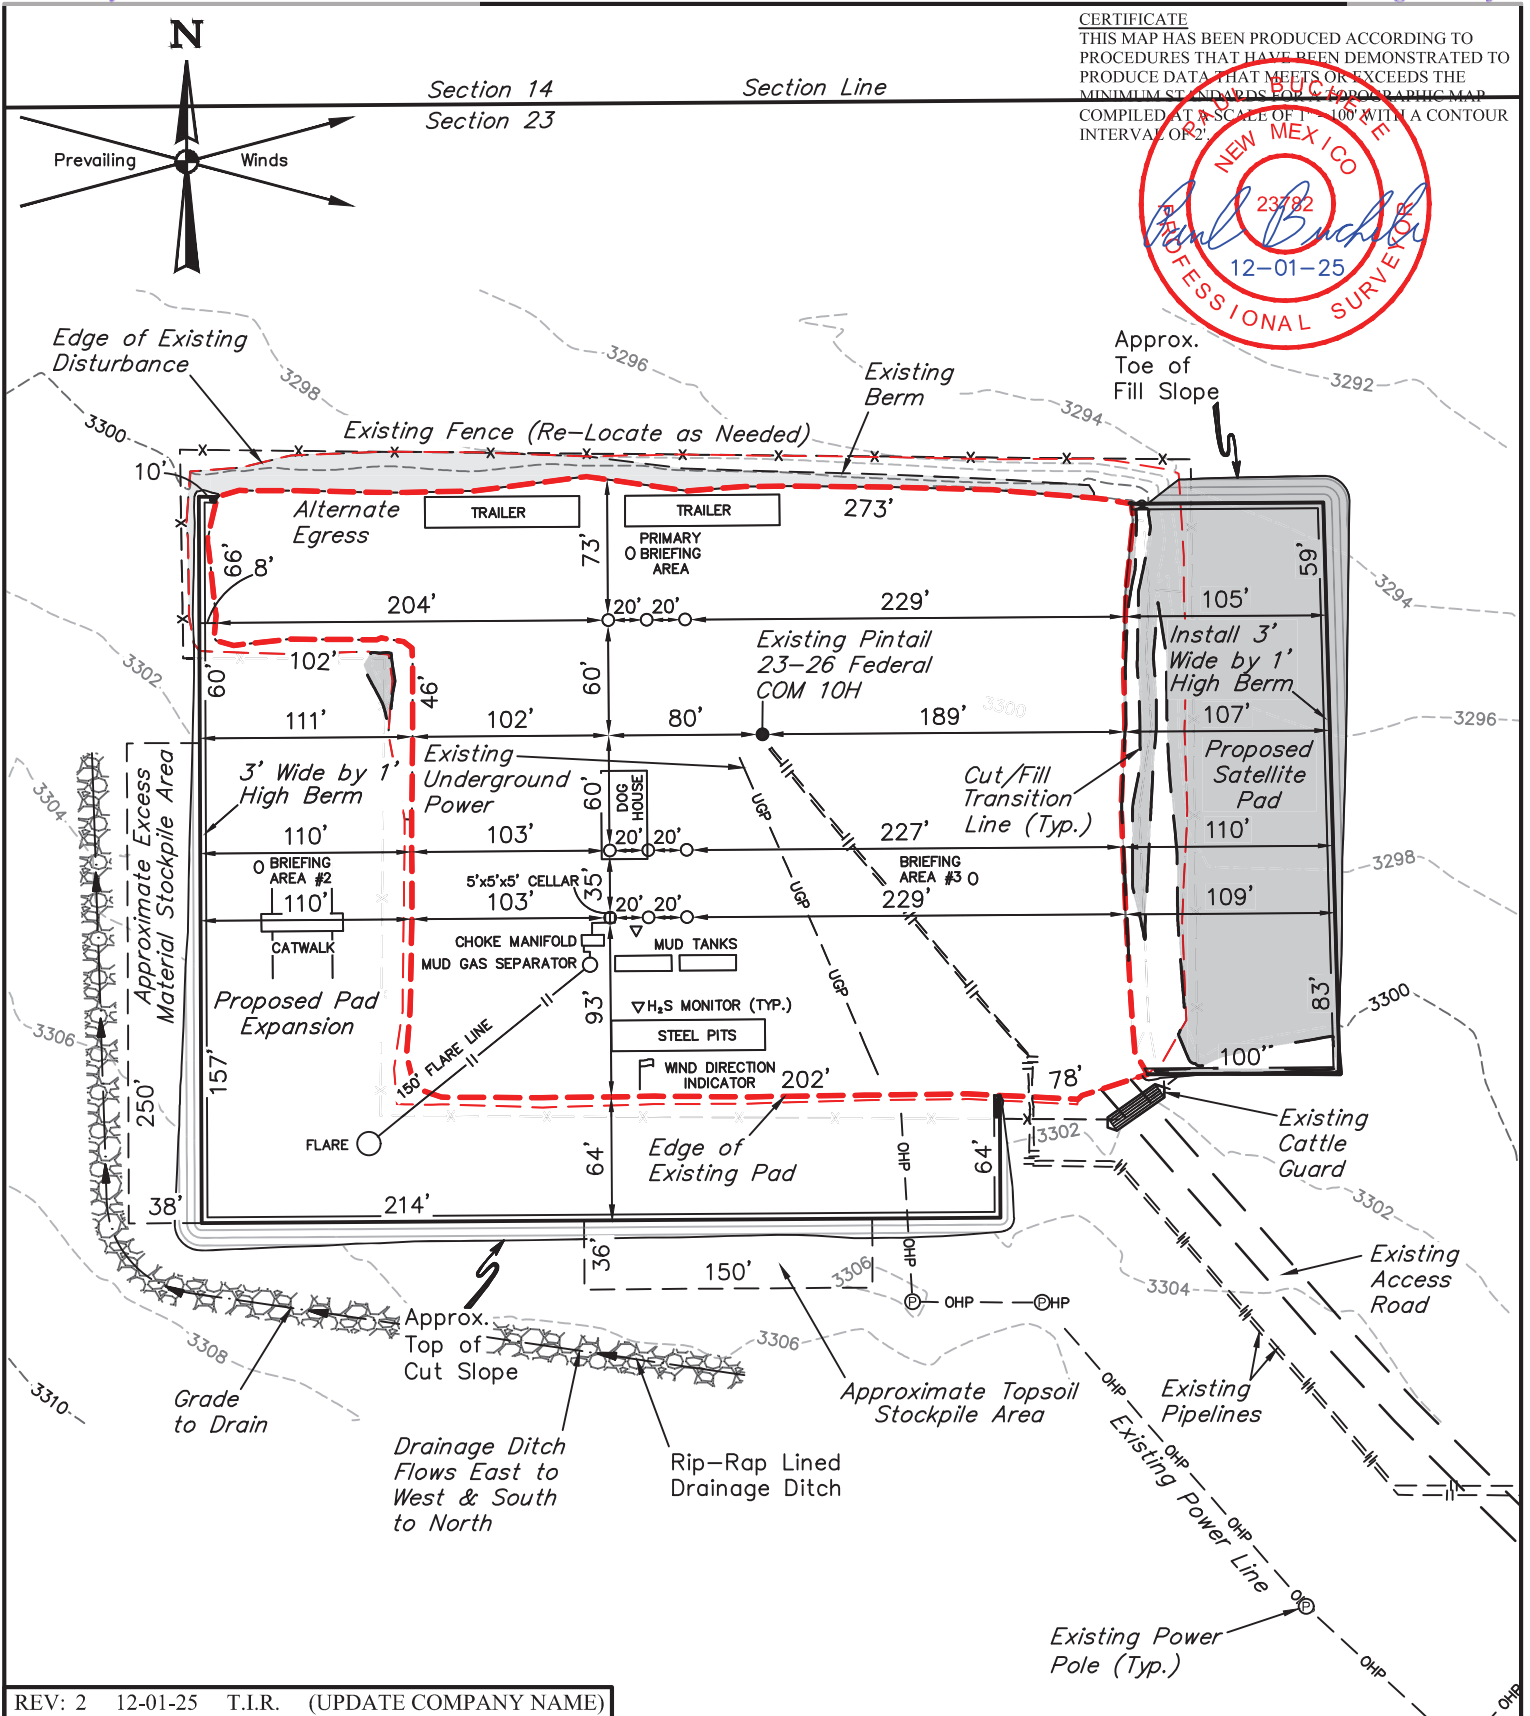 CERTIFICATE
THIS MAP HAS BEEN PRODUCED ACCORDING TO
PROCEDURES THAT HAVE BEEN DEMONSTRATED TO
PRODUCE DATA THAT MEETS OR EXCEEDS THE
MINIMUM STANDARDS FOR A TOPOGRAPHIC MAP
COMPILED AT A SCALE OF 1" = 100' WITH A CONTOUR
INTERVAL OF 2'.
PAUL BUCHELE
NEW MEXICO
23782
PROFESSIONAL SURVEYOR
Paul Buchele
12-01-25
N
Prevailing Winds
Section 14
Section Line
Section 23
Edge of Existing
Disturbance
3298
3296
Existing
Berm
3294
Approx.
Toe of
Fill Slope
3292
3300
Existing Fence (Re-Locate as Needed)
10'
Alternate
Egress
TRAILER
TRAILER
273'
PRIMARY
BRIEFING
AREA
73'
66'
8'
59'
204'
20' 20'
229'
105'
3294
Existing Pintail
23-26 Federal
COM 10H
Install 3'
Wide by 1'
High Berm
3302
102'
60'
46'
60'
3300
111'
102'
80'
189'
107'
3296
3' Wide by 1'
High Berm
Existing
Underground
Power
60'
DOG
HOUSE
UGP
Cut/Fill
Transition
Line (Typ.)
Proposed
Satellite
Pad
3304
Approximate Excess
Material Stockpile Area
110'
103'
20' 20'
227'
110'
3298
BRIEFING
AREA #2
BRIEFING
AREA #3
5'x5'x5' CELLAR
35'
UGP
110'
103'
20' 20'
229'
109'
CATWALK
CHOKE MANIFOLD
MUD GAS SEPARATOR
MUD TANKS
UGP
Proposed Pad
Expansion
93'
H₂S MONITOR (TYP.)
STEEL PITS
83'
3300
3306
150' FLARE LINE
WIND DIRECTION
INDICATOR
202'
78'
100'
157'
250'
FLARE
Edge of
Existing Pad
64'
OHP
64'
3302
Existing
Cattle
Guard
38'
214'
3302
36'
150'
OHP
3306
3304
Existing
Access
Road
OHP
P
P
OHP
3308
Approx.
Top of
Cut Slope
3306
3310
Grade
to Drain
Approximate Topsoil
Stockpile Area
OHP
Existing
Pipelines
Drainage Ditch
Flows East to
West & South
to North
Rip-Rap Lined
Drainage Ditch
OHP
Existing Power Line
OHP
P
Existing Power
Pole (Typ.)
OHP
OHP
REV: 2 12-01-25 T.I.R. (UPDATE COMPANY NAME)